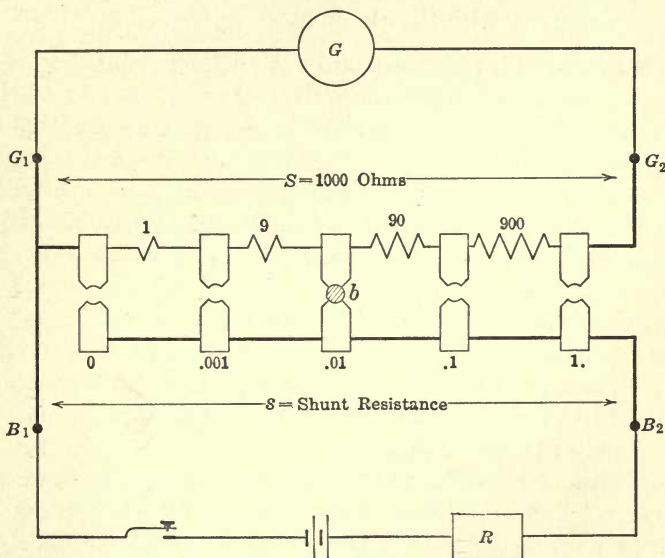 G
G₁ G₂
S=1000 Ohms
1 9 90 900
b
0 .001 .01 .1 1.
s=Shunt Resistance
B₁ B₂
R